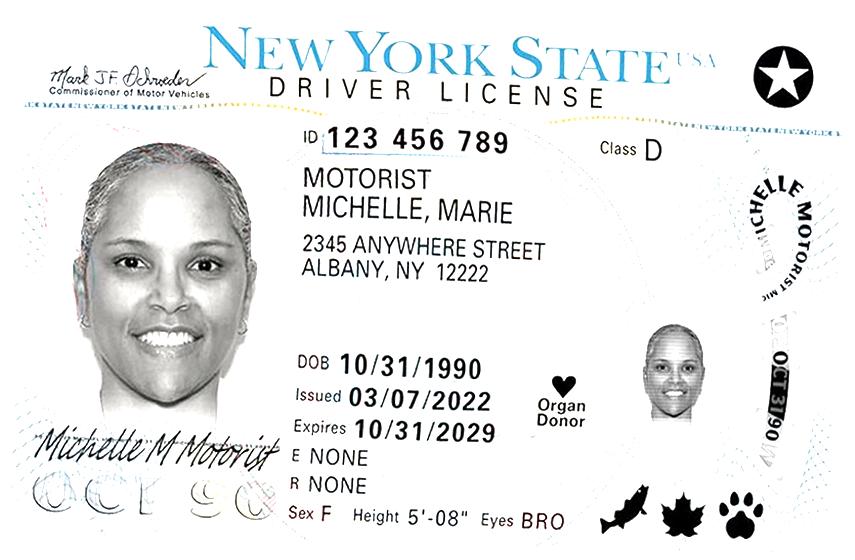 NEW YORK STATE USA
DRIVER LICENSE
Mark J.F. Schroeder
Commissioner of Motor Vehicles
ID 123 456 789
Class D
MOTORIST
MICHELLE, MARIE
2345 ANYWHERE STREET
ALBANY, NY 12222
MICHELLE MOTORIST MIC
DOB 10/31/1990
Issued 03/07/2022
Expires 10/31/2029
Organ
Donor
OCT 31/90
E NONE
R NONE
Sex F Height 5'-08" Eyes BRO
Michelle M Motorist
OCT 90